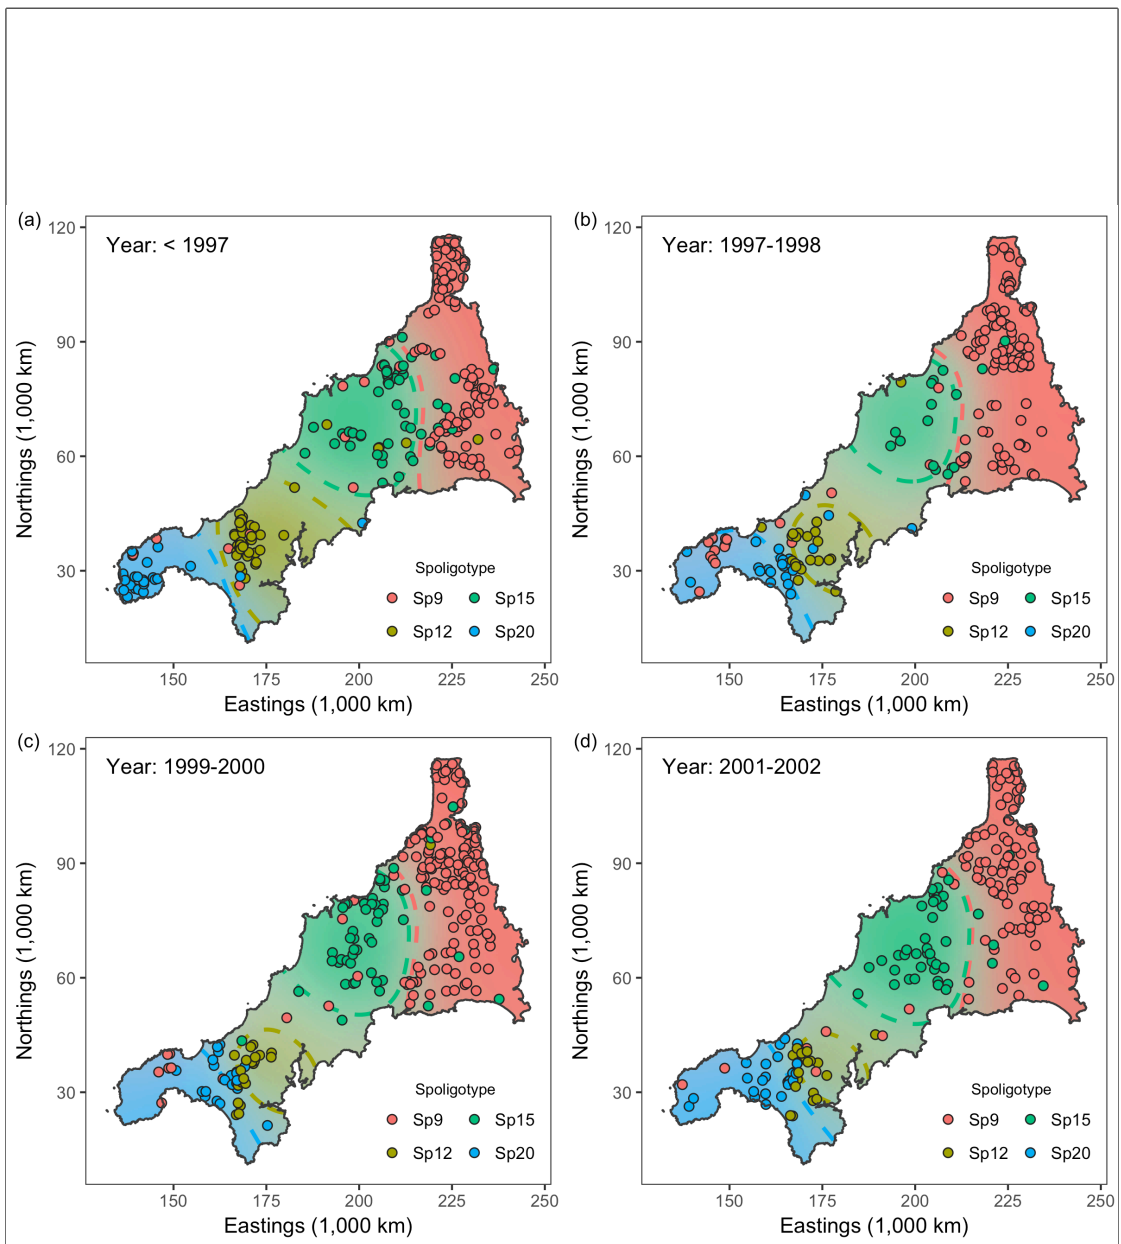 (a)
Year: < 1997
120
90
60
30
Northings (1,000 km)
150
175
200
225
250
Eastings (1,000 km)
Spoligotype
Sp9
Sp15
Sp12
Sp20
(b)
Year: 1997-1998
120
90
60
30
Northings (1,000 km)
150
175
200
225
250
Eastings (1,000 km)
Spoligotype
Sp9
Sp15
Sp12
Sp20
(c)
Year: 1999-2000
120
90
60
30
Northings (1,000 km)
150
175
200
225
250
Eastings (1,000 km)
Spoligotype
Sp9
Sp15
Sp12
Sp20
(d)
Year: 2001-2002
120
90
60
30
Northings (1,000 km)
150
175
200
225
250
Eastings (1,000 km)
Spoligotype
Sp9
Sp15
Sp12
Sp20